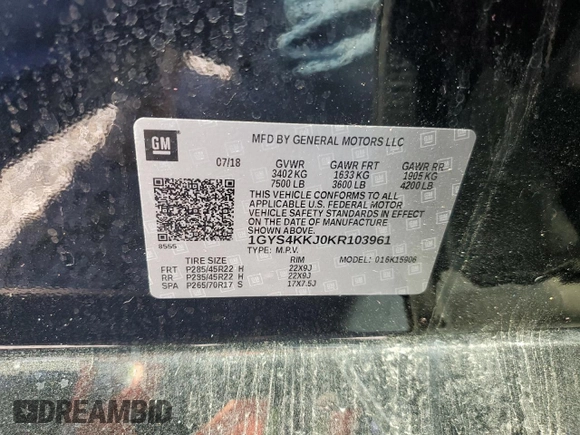 GM
MFD BY GENERAL MOTORS LLC
07/18 GVWR GAWR FRT GAWR RR
3402 KG 1633 KG 1905 KG
7500 LB 3600 LB 4200 LB
THIS VEHICLE CONFORMS TO ALL
APPLICABLE U.S. FEDERAL MOTOR
VEHICLE SAFETY STANDARDS IN EFFECT
ON THE DATE OF MANUFACTURE
SHOWN ABOVE.
8555 1GYS4KKJ0KR103961
TYPE: M.P.V. MODEL: 016K15906
TIRE SIZE RIM
FRT P285/45R22 H 22X9J
RR P235/45R22 H 22X9J
SPA P265/70R17 S 17X7.5J
DREAMBID